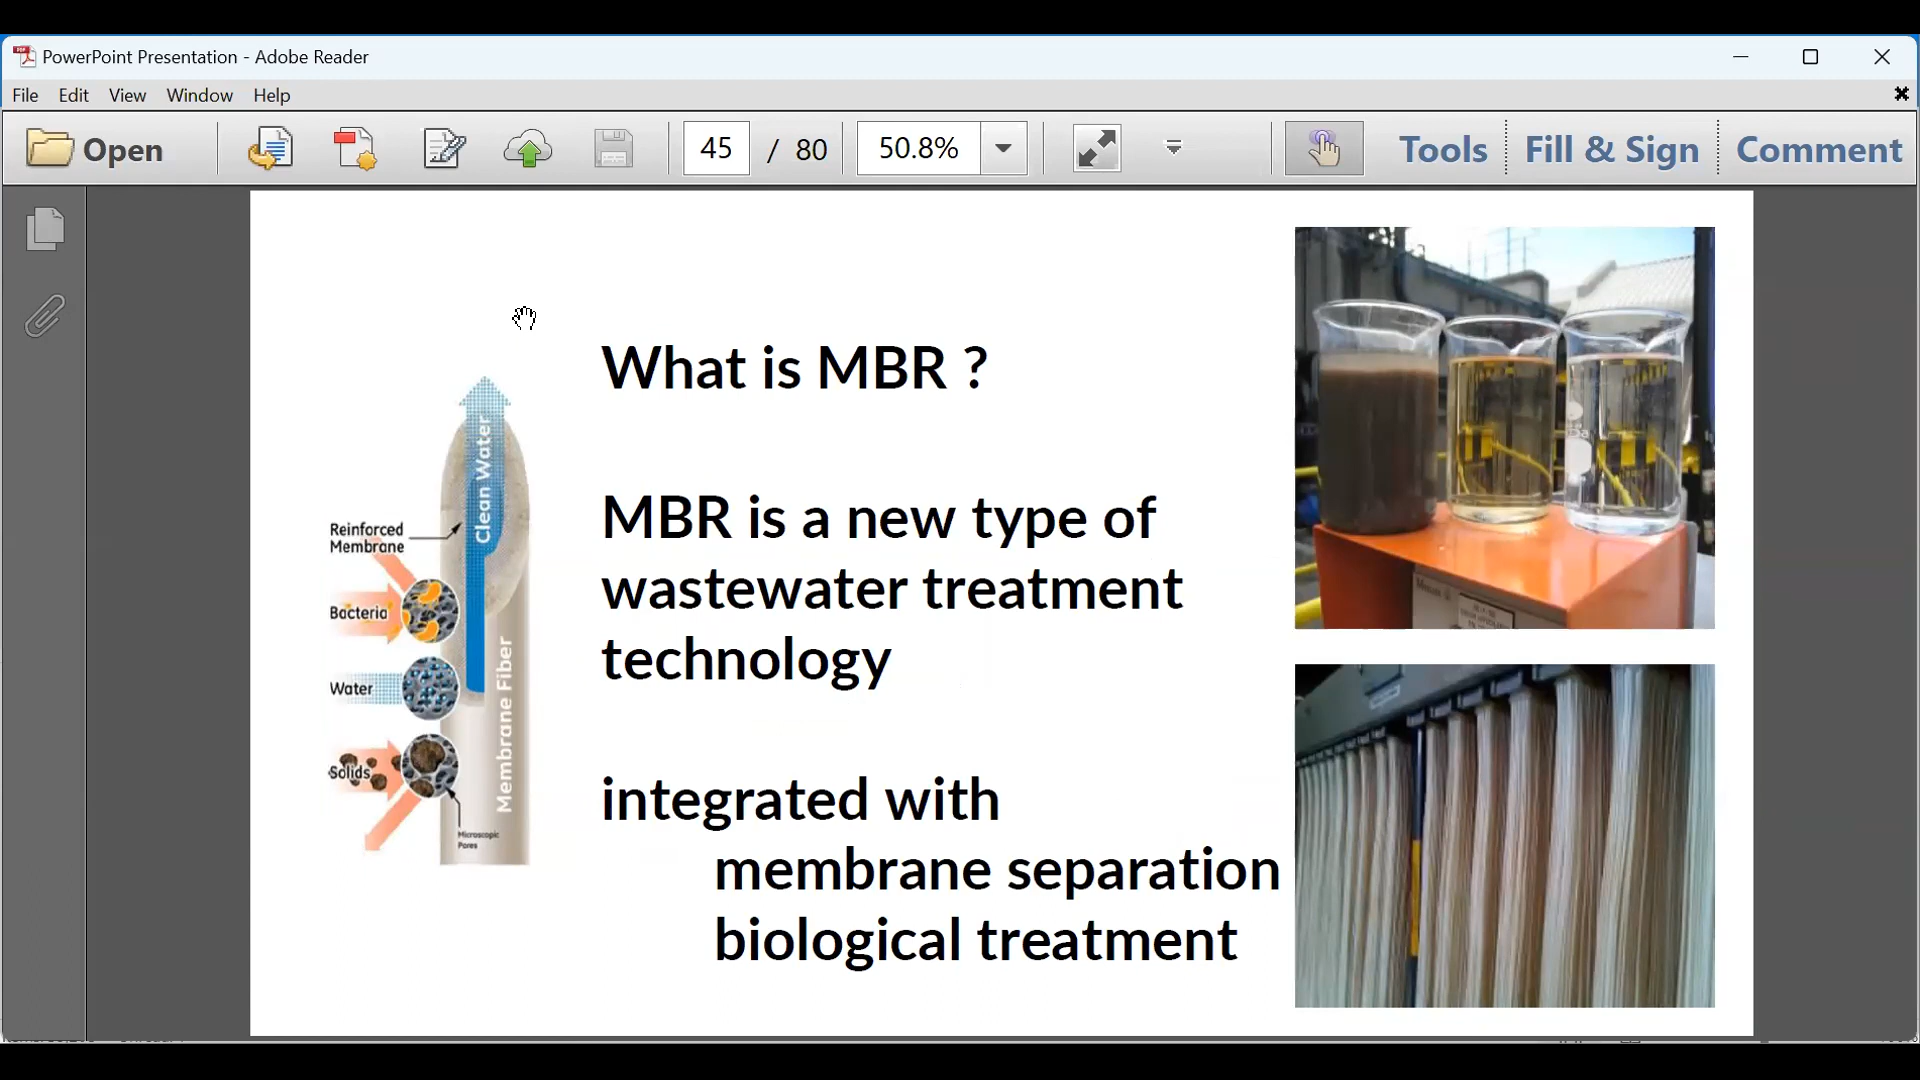 PowerPoint Presentation - Adobe Reader
File Edit View Window Help
Open
45 / 80
50.8%
Tools
Fill & Sign
Comment
What is MBR ?
MBR is a new type of
wastewater treatment
technology
integrated with
membrane separation
biological treatment
Clean Water
Reinforced
Membrane
Bacteria
Water
Solids
Membrane Fiber
Microscopic
Pores